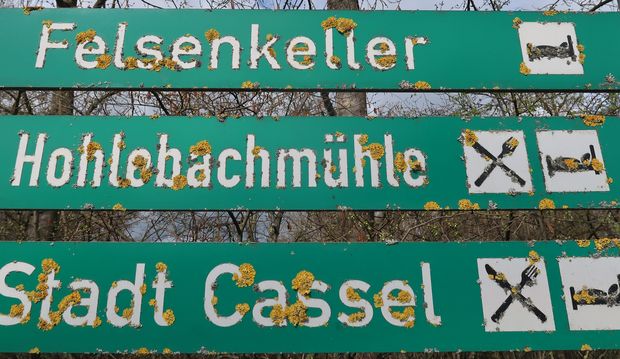 Felsenkeller
Hohlebachmühle
Stadt Cassel